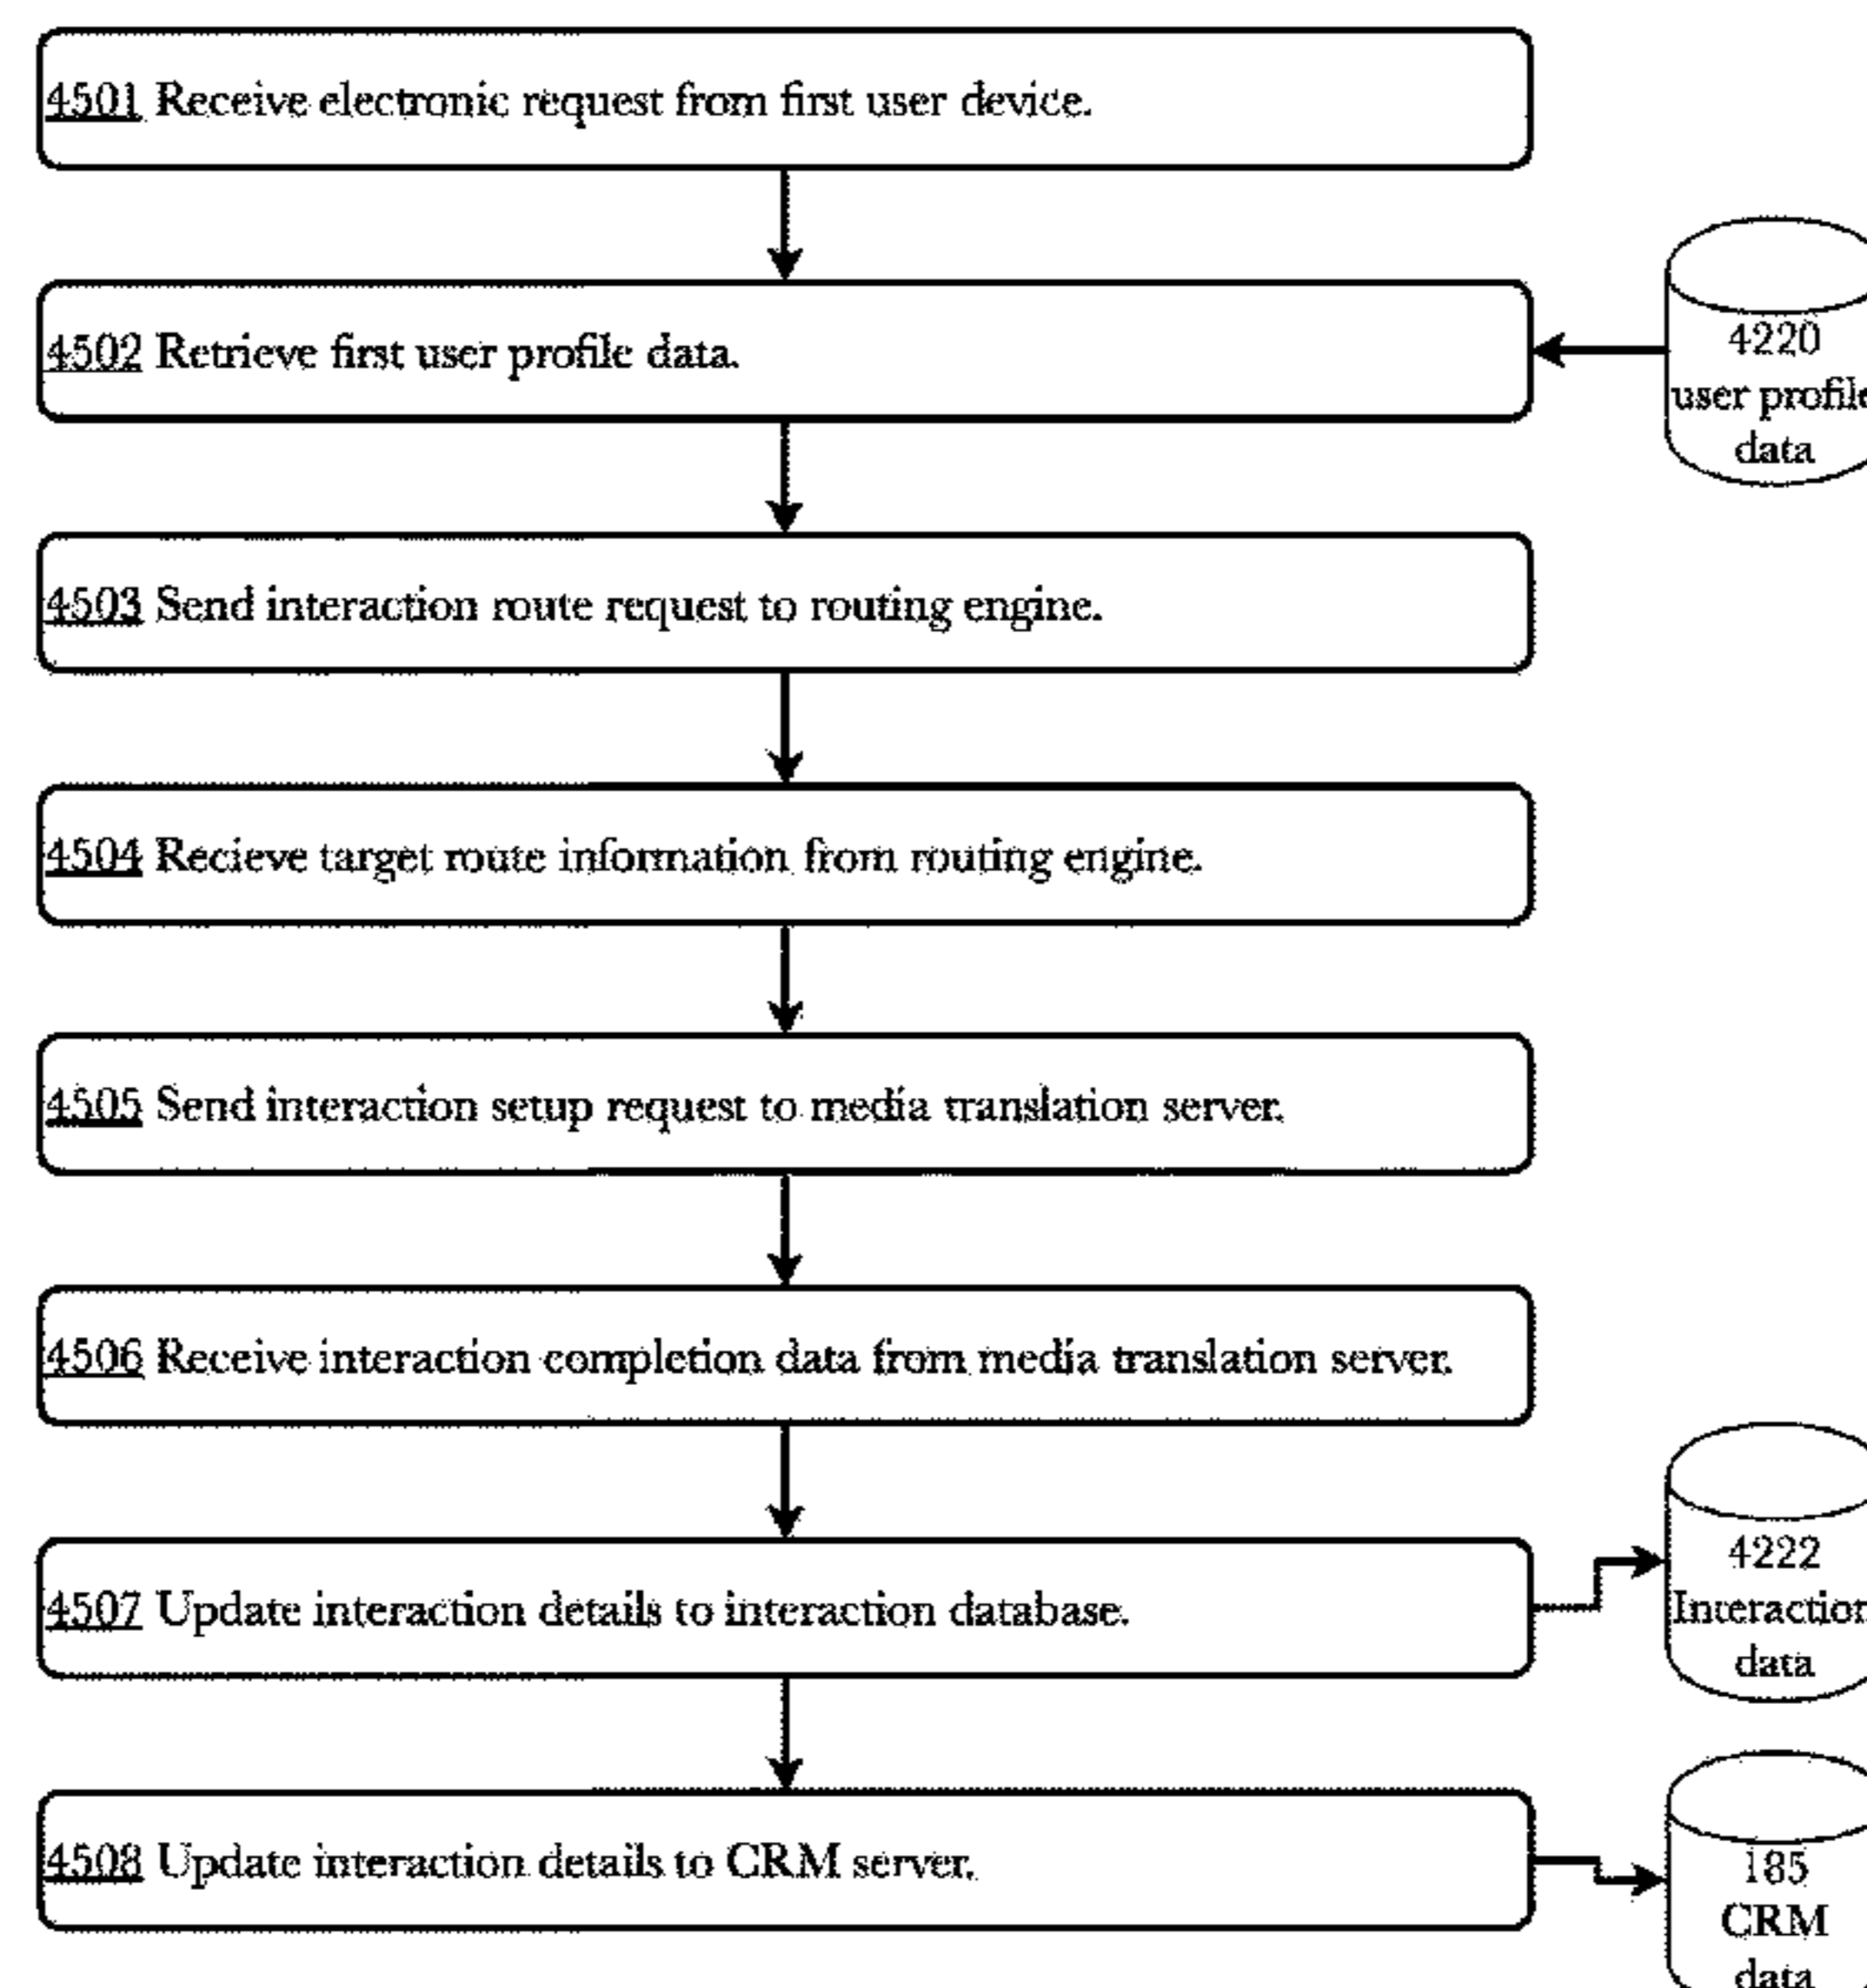 4501 Receive electronic request from first user device.
4502 Retrieve first user profile data.
4220
user profile
data
4503 Send interaction route request to routing engine.
4504 Recieve target route information from routing engine.
4505 Send interaction setup request to media translation server.
4506 Receive interaction completion data from media translation server.
4507 Update interaction details to interaction database.
4222
Interaction
data
4508 Update interaction details to CRM server.
185
CRM
data